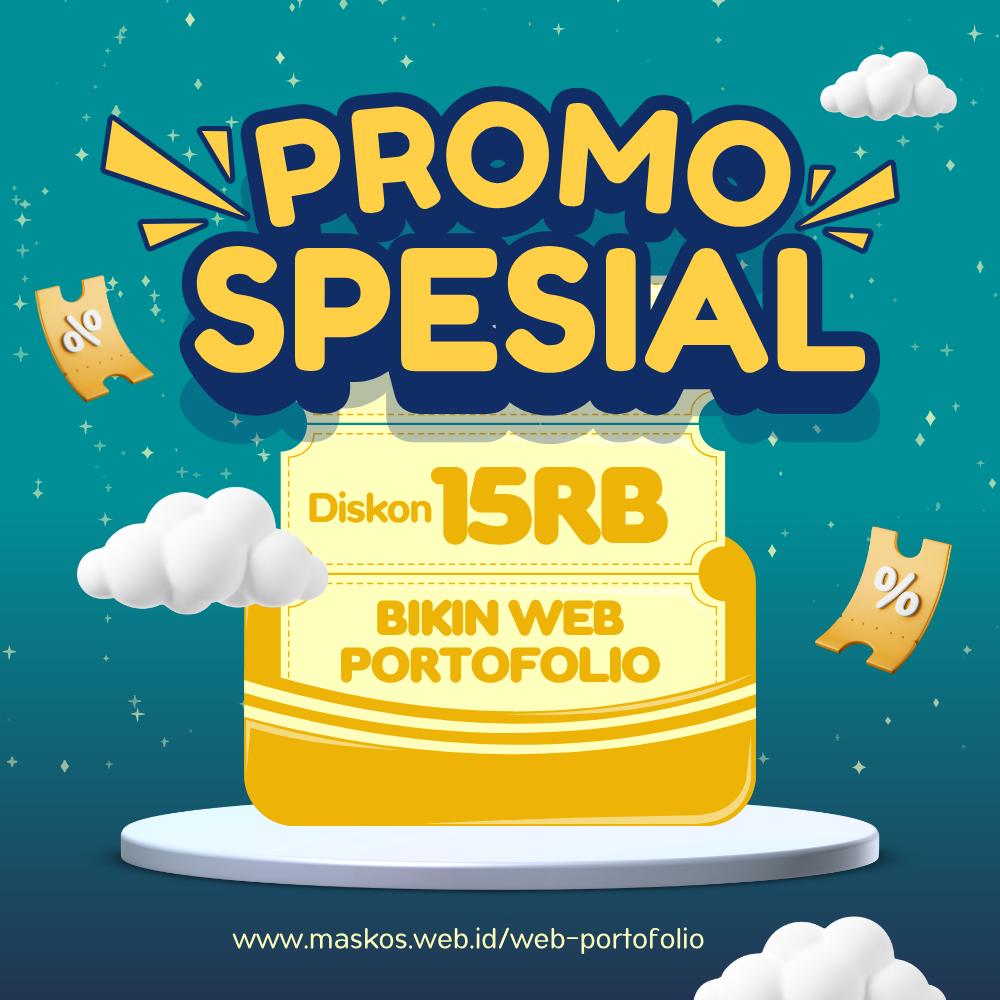 PROMO
SPESIAL
%
Diskon 15RB
%
BIKIN WEB
PORTOFOLIO
www.maskos.web.id/web-portofolio